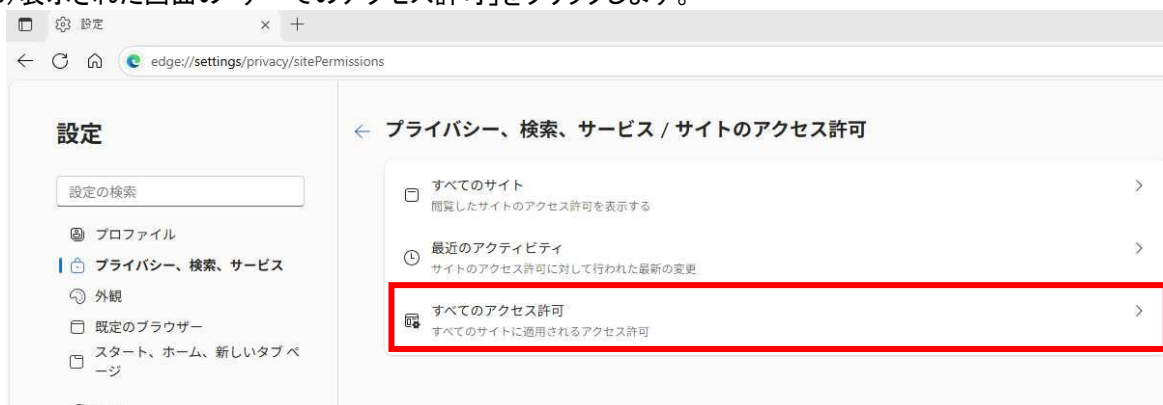 表示された画面の「すべてのアクセス許可」をクリックします。
設定
edge://settings/privacy/sitePermissions
設定
設定の検索
プロファイル
プライバシー、検索、サービス
外観
既定のブラウザー
スタート、ホーム、新しいタブ ペ
ージ
プライバシー、検索、サービス / サイトのアクセス許可
すべてのサイト
閲覧したサイトのアクセス許可を表示する
最近のアクティビティ
サイトのアクセス許可に対して行われた最新の変更
すべてのアクセス許可
すべてのサイトに適用されるアクセス許可